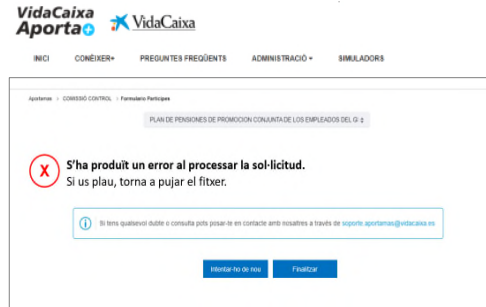 VidaCaixa
Aporta+
VidaCaixa
INICI CONÈIXER+ PREGUNTES FREQÜENTS ADMINISTRACIÓ SIMULADORS
Aportamas COMISSIÓ CONTROL Formulario Partícipes
PLAN DE PENSIONES DE PROMOCION CONJUNTA DE LOS EMPLEADOS DEL G
X
S'ha produït un error al processar la sol·licitud.
Si us plau, torna a pujar el fitxer.
Si tens qualsevol dubte o consulta pots posar-te en contacte amb nosaltres a través de soporte.aportamas@vidacaixa.es
Intentar-ho de nou Finalitzar